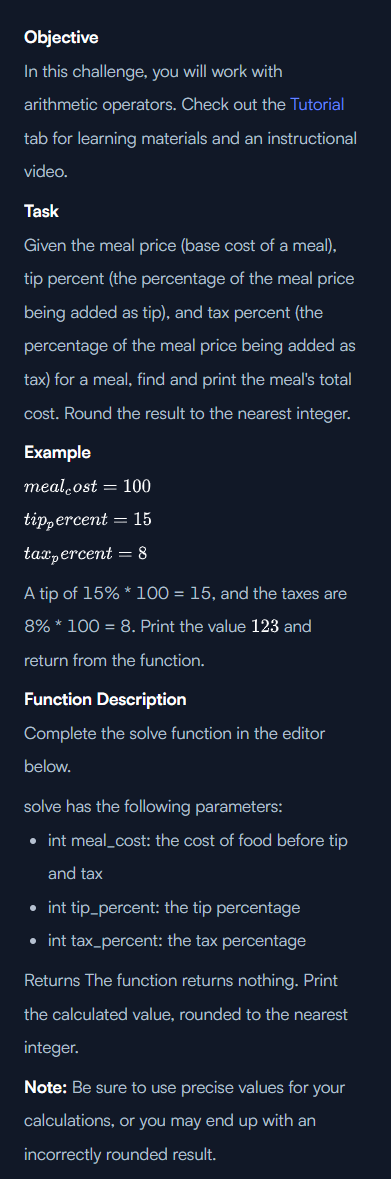 Objective
In this challenge, you will work with
arithmetic operators. Check out the Tutorial
tab for learning materials and an instructional
video.
Task
Given the meal price (base cost of a meal),
tip percent (the percentage of the meal price
being added as tip), and tax percent (the
percentage of the meal price being added as
tax) for a meal, find and print the meal's total
cost. Round the result to the nearest integer.
Example
meal_cost = 100
tip_percent = 15
tax_percent = 8
A tip of 15% * 100 = 15, and the taxes are
8% * 100 = 8. Print the value 123 and
return from the function.
Function Description
Complete the solve function in the editor
below.
solve has the following parameters:
• int meal_cost: the cost of food before tip
and tax
• int tip_percent: the tip percentage
• int tax_percent: the tax percentage
Returns The function returns nothing. Print
the calculated value, rounded to the nearest
integer.
Note: Be sure to use precise values for your
calculations, or you may end up with an
incorrectly rounded result.